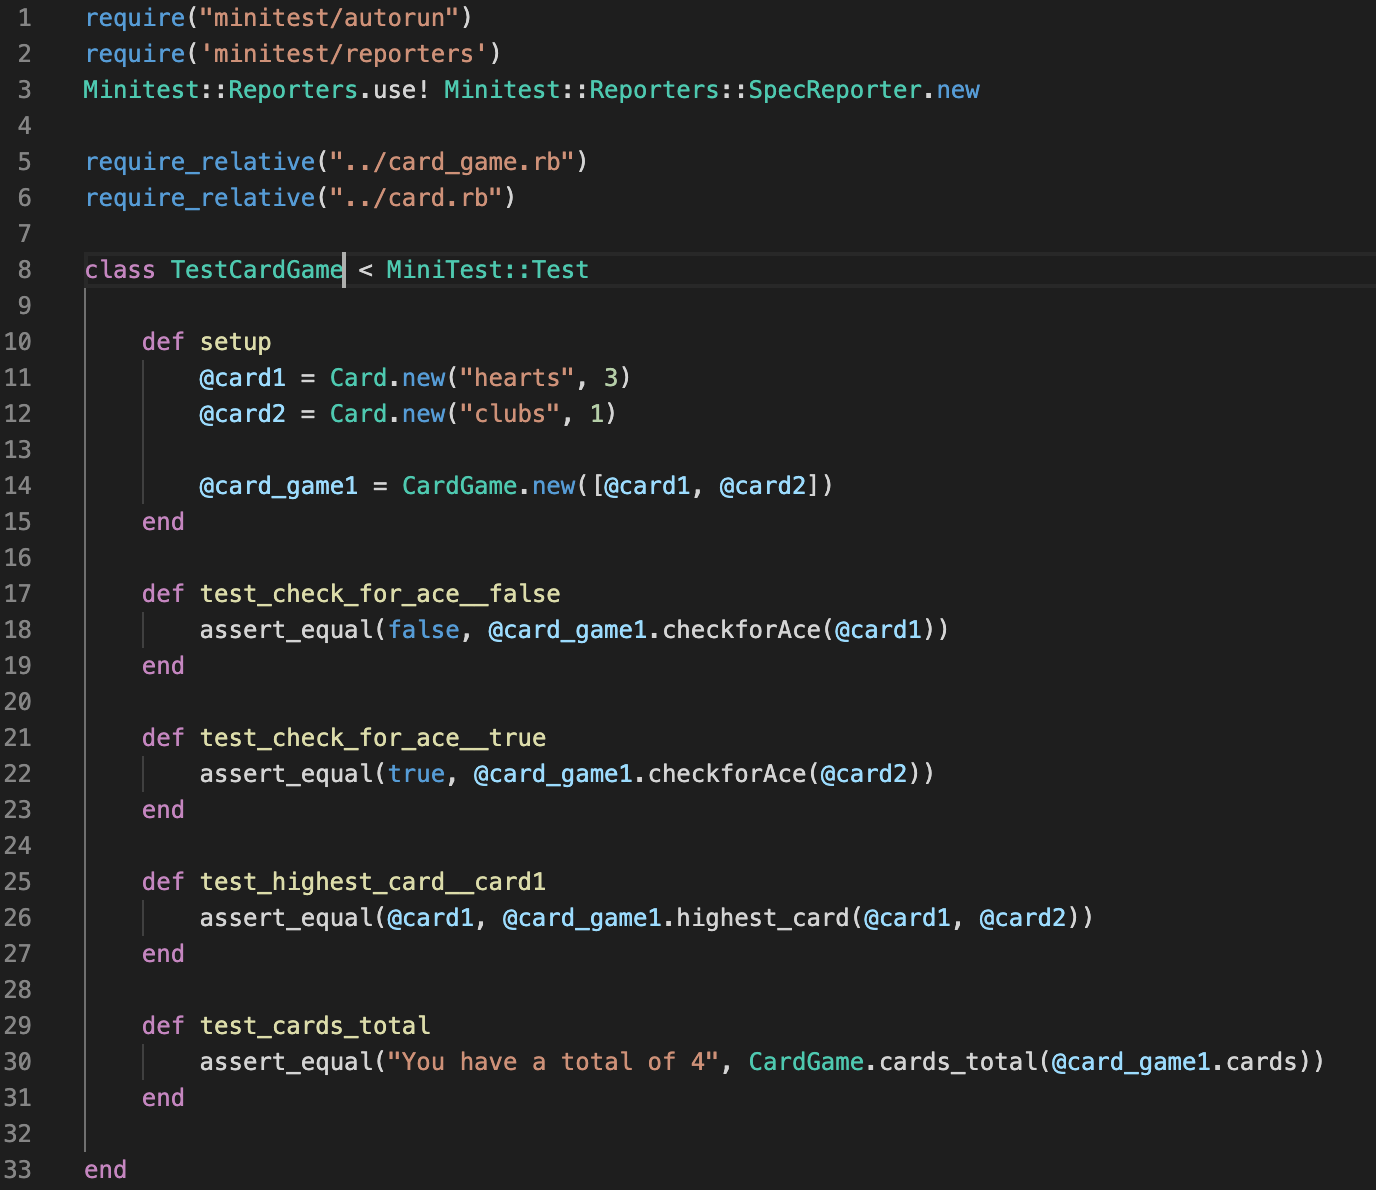 1 require("minitest/autorun")
2 require('minitest/reporters')
3 Minitest::Reporters.use! Minitest::Reporters::SpecReporter.new
4
5 require_relative("../card_game.rb")
6 require_relative("../card.rb")
7
8 class TestCardGame < MiniTest::Test
9
10     def setup
11         @card1 = Card.new("hearts", 3)
12         @card2 = Card.new("clubs", 1)
13
14         @card_game1 = CardGame.new([@card1, @card2])
15     end
16
17     def test_check_for_ace__false
18         assert_equal(false, @card_game1.checkforAce(@card1))
19     end
20
21     def test_check_for_ace__true
22         assert_equal(true, @card_game1.checkforAce(@card2))
23     end
24
25     def test_highest_card__card1
26         assert_equal(@card1, @card_game1.highest_card(@card1, @card2))
27     end
28
29     def test_cards_total
30         assert_equal("You have a total of 4", CardGame.cards_total(@card_game1.cards))
31     end
32
33 end